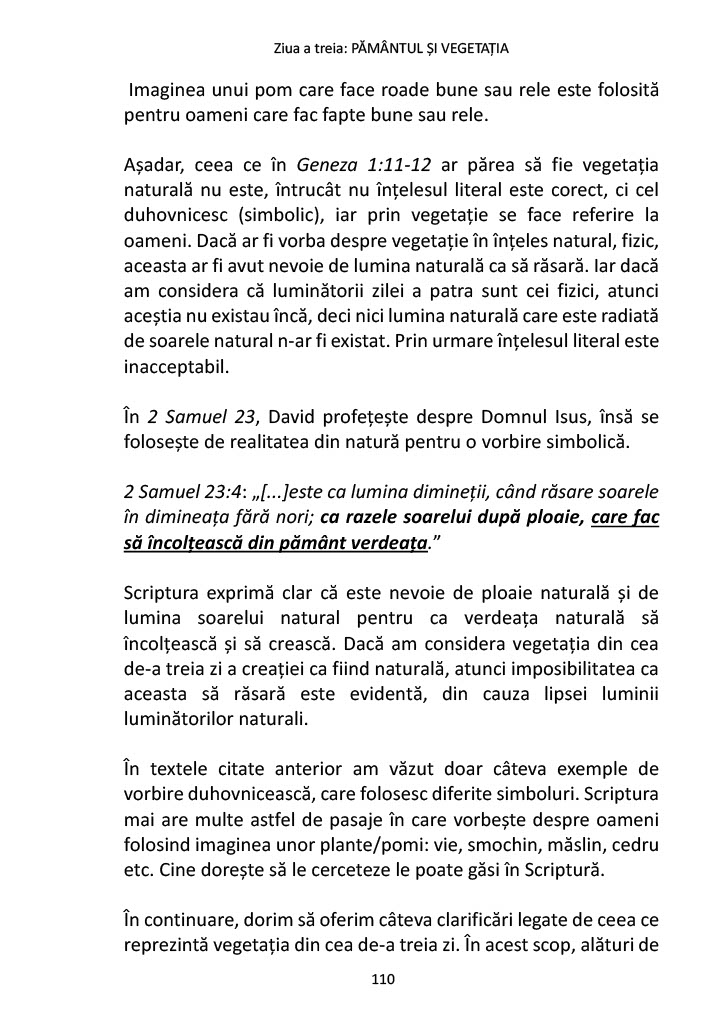 Ziua a treia: PĂMÂNTUL ȘI VEGETAȚIA
Imaginea unui pom care face roade bune sau rele este folosită
pentru oameni care fac fapte bune sau rele.
Așadar, ceea ce în Geneza 1:11-12 ar părea să fie vegetația
naturală nu este, întrucât nu înțelesul literal este corect, ci cel
duhovnicesc (simbolic), iar prin vegetație se face referire la
oameni. Dacă ar fi vorba despre vegetație în înțeles natural, fizic,
aceasta ar fi avut nevoie de lumina naturală ca să răsară. Iar dacă
am considera că luminătorii zilei a patra sunt cei fizici, atunci
aceștia nu existau încă, deci nici lumina naturală care este radiată
de soarele natural n-ar fi existat. Prin urmare înțelesul literal este
inacceptabil.
În 2 Samuel 23, David profețește despre Domnul Isus, însă se
folosește de realitatea din natură pentru o vorbire simbolică.
2 Samuel 23:4: „[...]este ca lumina dimineții, când răsare soarele
în dimineața fără nori; ca razele soarelui după ploaie, care fac
să încolțească din pământ verdeața.”
Scriptura exprimă clar că este nevoie de ploaie naturală și de
lumina soarelui natural pentru ca verdeața naturală să
încolțească și să crească. Dacă am considera vegetația din cea
de-a treia zi a creației ca fiind naturală, atunci imposibilitatea ca
aceasta să răsară este evidentă, din cauza lipsei luminii
luminătorilor naturali.
În textele citate anterior am văzut doar câteva exemple de
vorbire duhovnicească, care folosesc diferite simboluri. Scriptura
mai are multe astfel de pasaje în care vorbește despre oameni
folosind imaginea unor plante/pomi: vie, smochin, măslin, cedru
etc. Cine dorește să le cerceteze le poate găsi în Scriptură.
În continuare, dorim să oferim câteva clarificări legate de ceea ce
reprezintă vegetația din cea de-a treia zi. În acest scop, alături de
110